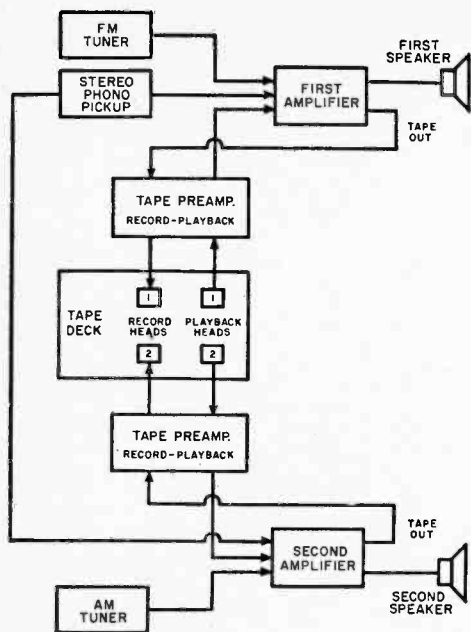 FM
TUNER
STEREO
PHONO
PICKUP
FIRST
AMPLIFIER
FIRST
SPEAKER
TAPE
OUT
TAPE PREAMP.
RECORD-PLAYBACK
TAPE
DECK
1
1
RECORD
HEADS
PLAYBACK
HEADS
2
2
TAPE PREAMP.
RECORD-PLAYBACK
TAPE
OUT
SECOND
AMPLIFIER
SECOND
SPEAKER
AM
TUNER